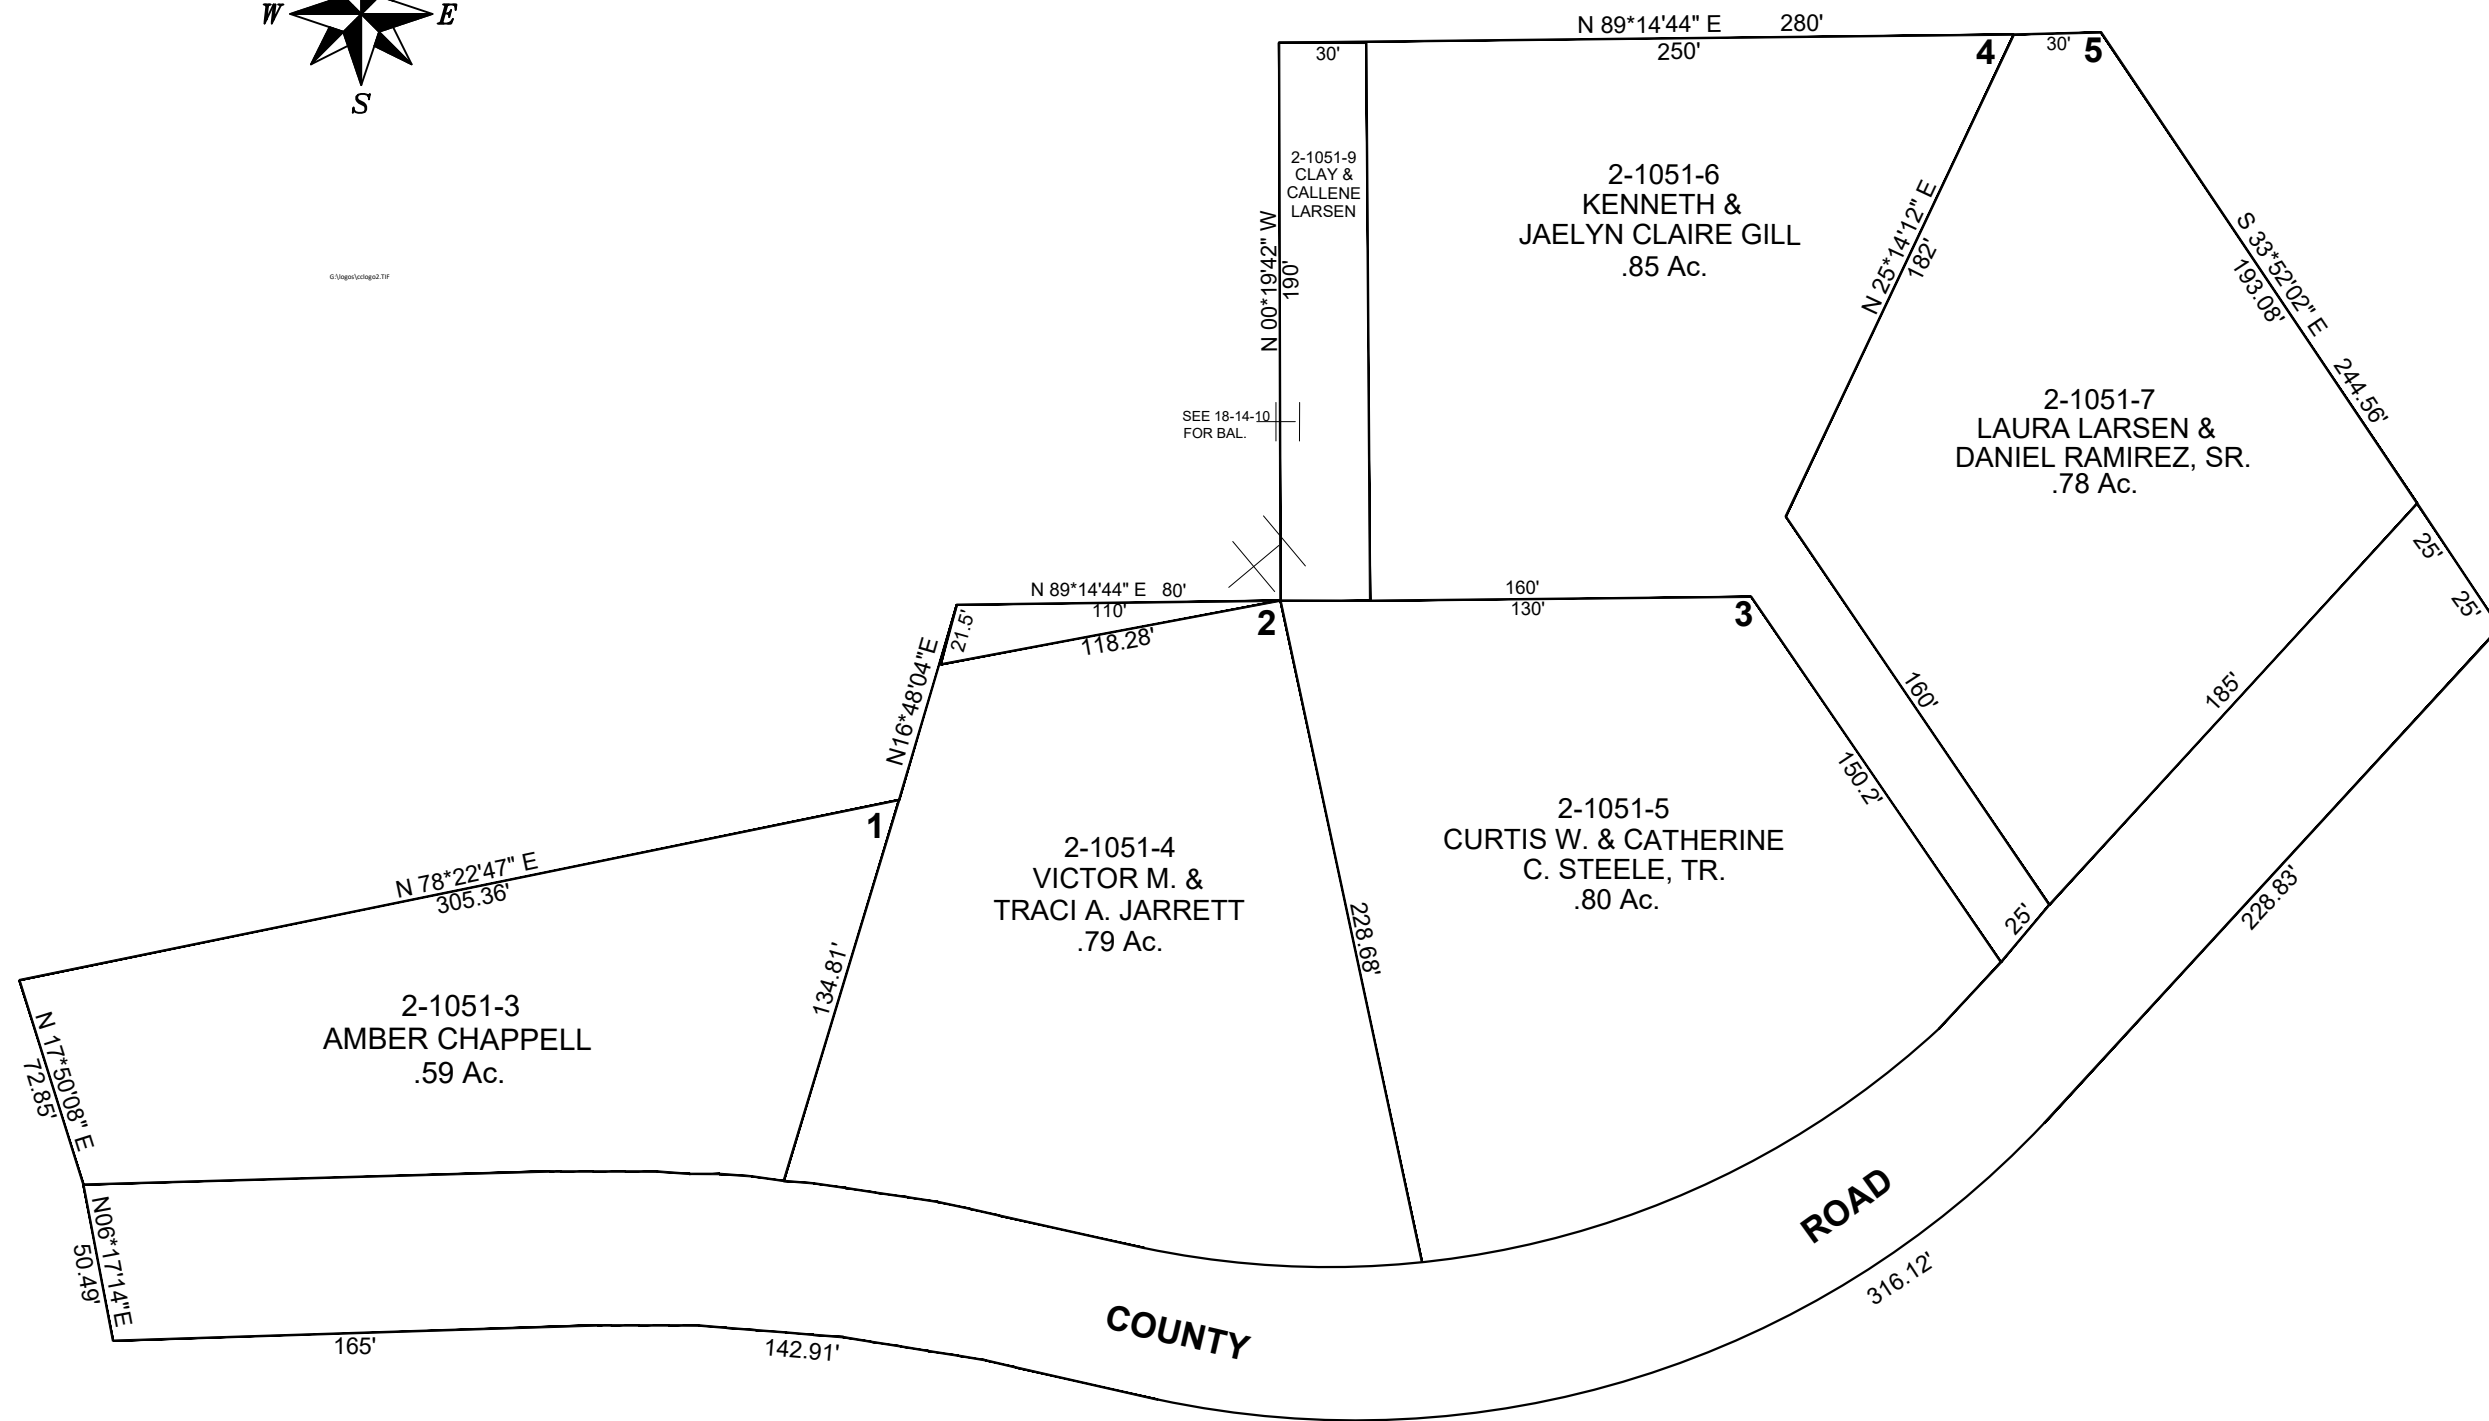 W E
S
G:\logos\cclogo2.TIF
N 89*14'44" E 280'
30'
250'
4
30'
5
2-1051-9
CLAY &
CALLENE
LARSEN
N 00*19'42" W
190'
2-1051-6
KENNETH &
JAELYN CLAIRE GILL
.85 Ac.
N 25*14'12" E
182'
S 33*52'02" E
193.08'
244.56'
2-1051-7
LAURA LARSEN &
DANIEL RAMIREZ, SR.
.78 Ac.
SEE 18-14-10
FOR BAL.
25'
25'
N 89*14'44" E 80'
110'
21.5'
118.28'
2
160'
130'
3
N16*48'04"E
160'
185'
150.2'
1
N 78*22'47" E
305.36'
2-1051-4
VICTOR M. &
TRACI A. JARRETT
.79 Ac.
2-1051-5
CURTIS W. & CATHERINE
C. STEELE, TR.
.80 Ac.
228.68'
25'
228.83'
134.81'
2-1051-3
AMBER CHAPPELL
.59 Ac.
N 17*50'08" E
72.85'
N06*17'14"E
50.49'
165'
142.91'
COUNTY
ROAD
316.12'